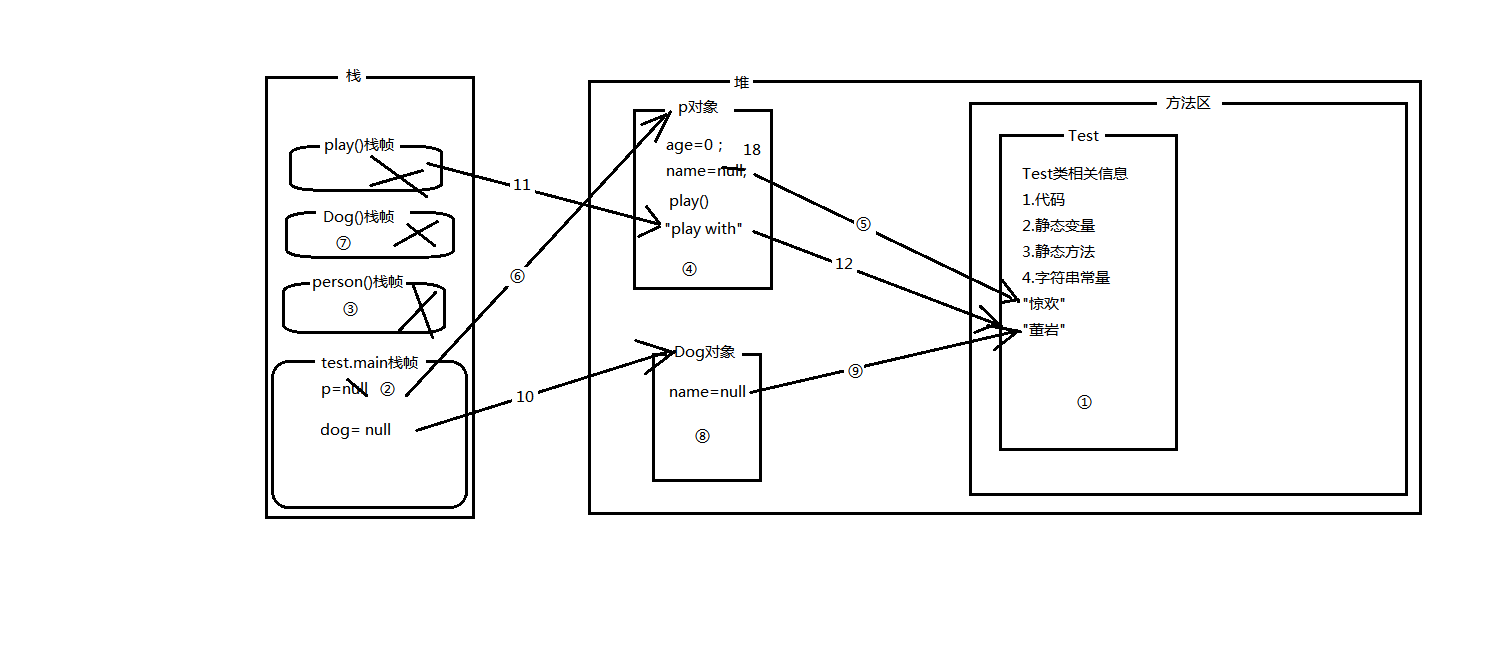 栈
play()栈帧
Dog()栈帧
⑦
person()栈帧
③
test.main栈帧
p=null ②
dog= null
11
⑥
10
堆
p对象
age=0 ;
18
name=null,
play()
"play with"
④
Dog对象
name=null
⑧
⑤
12
⑨
方法区
Test
Test类相关信息
1.代码
2.静态变量
3.静态方法
4.字符串常量
"惊欢"
"董岩"
①